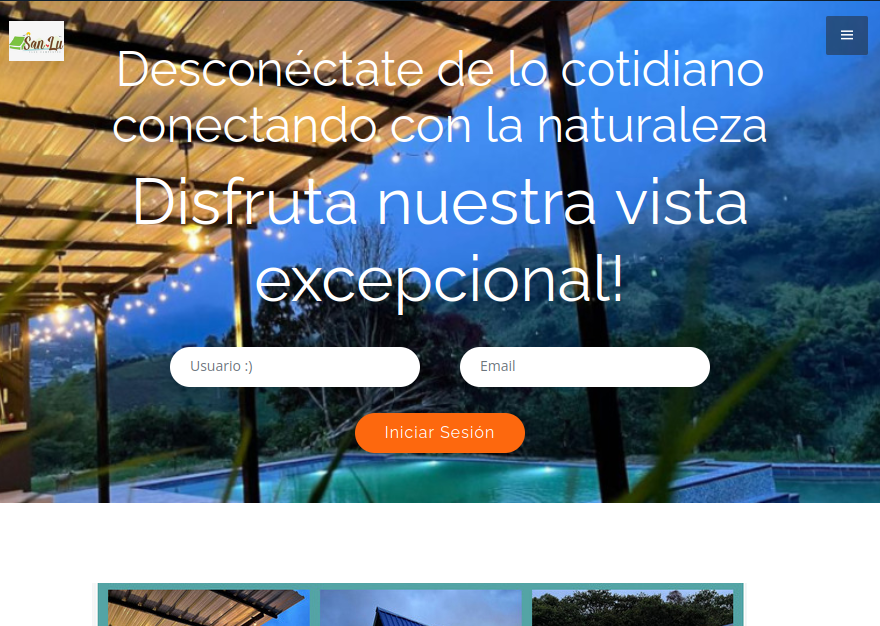 San-Lu
Desconéctate de lo cotidiano
conectando con la naturaleza
Disfruta nuestra vista
excepcional!
Usuario :)
Email
Iniciar Sesión